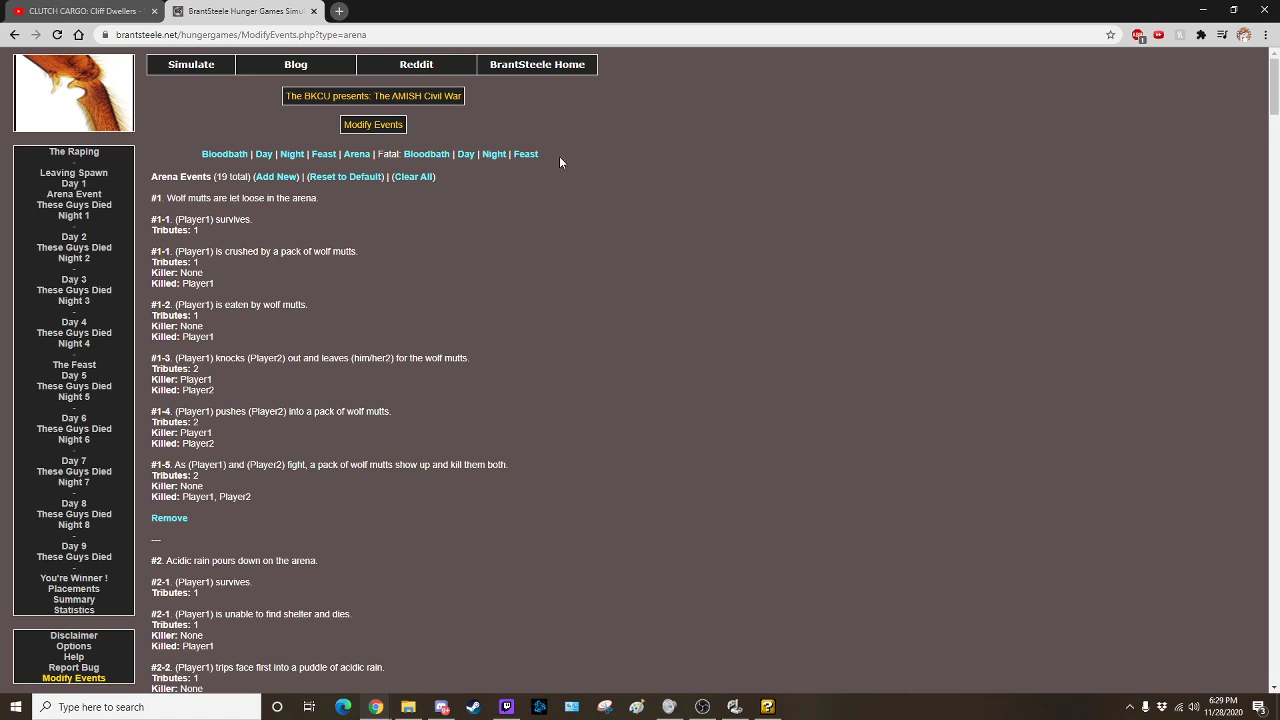 CLUTCH CARGO: Cliff Dwellers -
BrantSteele Hunger Games Simu
brantsteele.net/hungergames/ModifyEvents.php?type=arena
1
Simulate
Blog
Reddit
BrantSteele Home
The BKCU presents: The AMISH Civil War
Modify Events
Bloodbath | Day | Night | Feast | Arena | Fatal: Bloodbath | Day | Night | Feast
Arena Events (19 total) (Add New) | (Reset to Default) | (Clear All)
#1. Wolf mutts are let loose in the arena.
#1-1. (Player1) survives.
Tributes: 1
#1-1. (Player1) is crushed by a pack of wolf mutts.
Tributes: 1
Killer: None
Killed: Player1
#1-2. (Player1) is eaten by wolf mutts.
Tributes: 1
Killer: None
Killed: Player1
#1-3. (Player1) knocks (Player2) out and leaves (him/her2) for the wolf mutts.
Tributes: 2
Killer: Player1
Killed: Player2
#1-4. (Player1) pushes (Player2) into a pack of wolf mutts.
Tributes: 2
Killer: Player1
Killed: Player2
#1-5. As (Player1) and (Player2) fight, a pack of wolf mutts show up and kill them both.
Tributes: 2
Killer: None
Killed: Player1, Player2
Remove
---
#2. Acidic rain pours down on the arena.
#2-1. (Player1) survives.
Tributes: 1
#2-1. (Player1) is unable to find shelter and dies.
Tributes: 1
Killer: None
Killed: Player1
#2-2. (Player1) trips face first into a puddle of acidic rain.
Tributes: 1
Killer: None
The Raping
-
Leaving Spawn
Day 1
Arena Event
These Guys Died
Night 1
-
Day 2
These Guys Died
Night 2
-
Day 3
These Guys Died
Night 3
-
Day 4
These Guys Died
Night 4
-
The Feast
Day 5
These Guys Died
Night 5
-
Day 6
These Guys Died
Night 6
-
Day 7
These Guys Died
Night 7
-
Day 8
These Guys Died
Night 8
-
Day 9
These Guys Died
-
You're Winner !
Placements
Summary
Statistics
Disclaimer
Options
Help
Report Bug
Modify Events
Type here to search
6:29 PM
11/28/2020